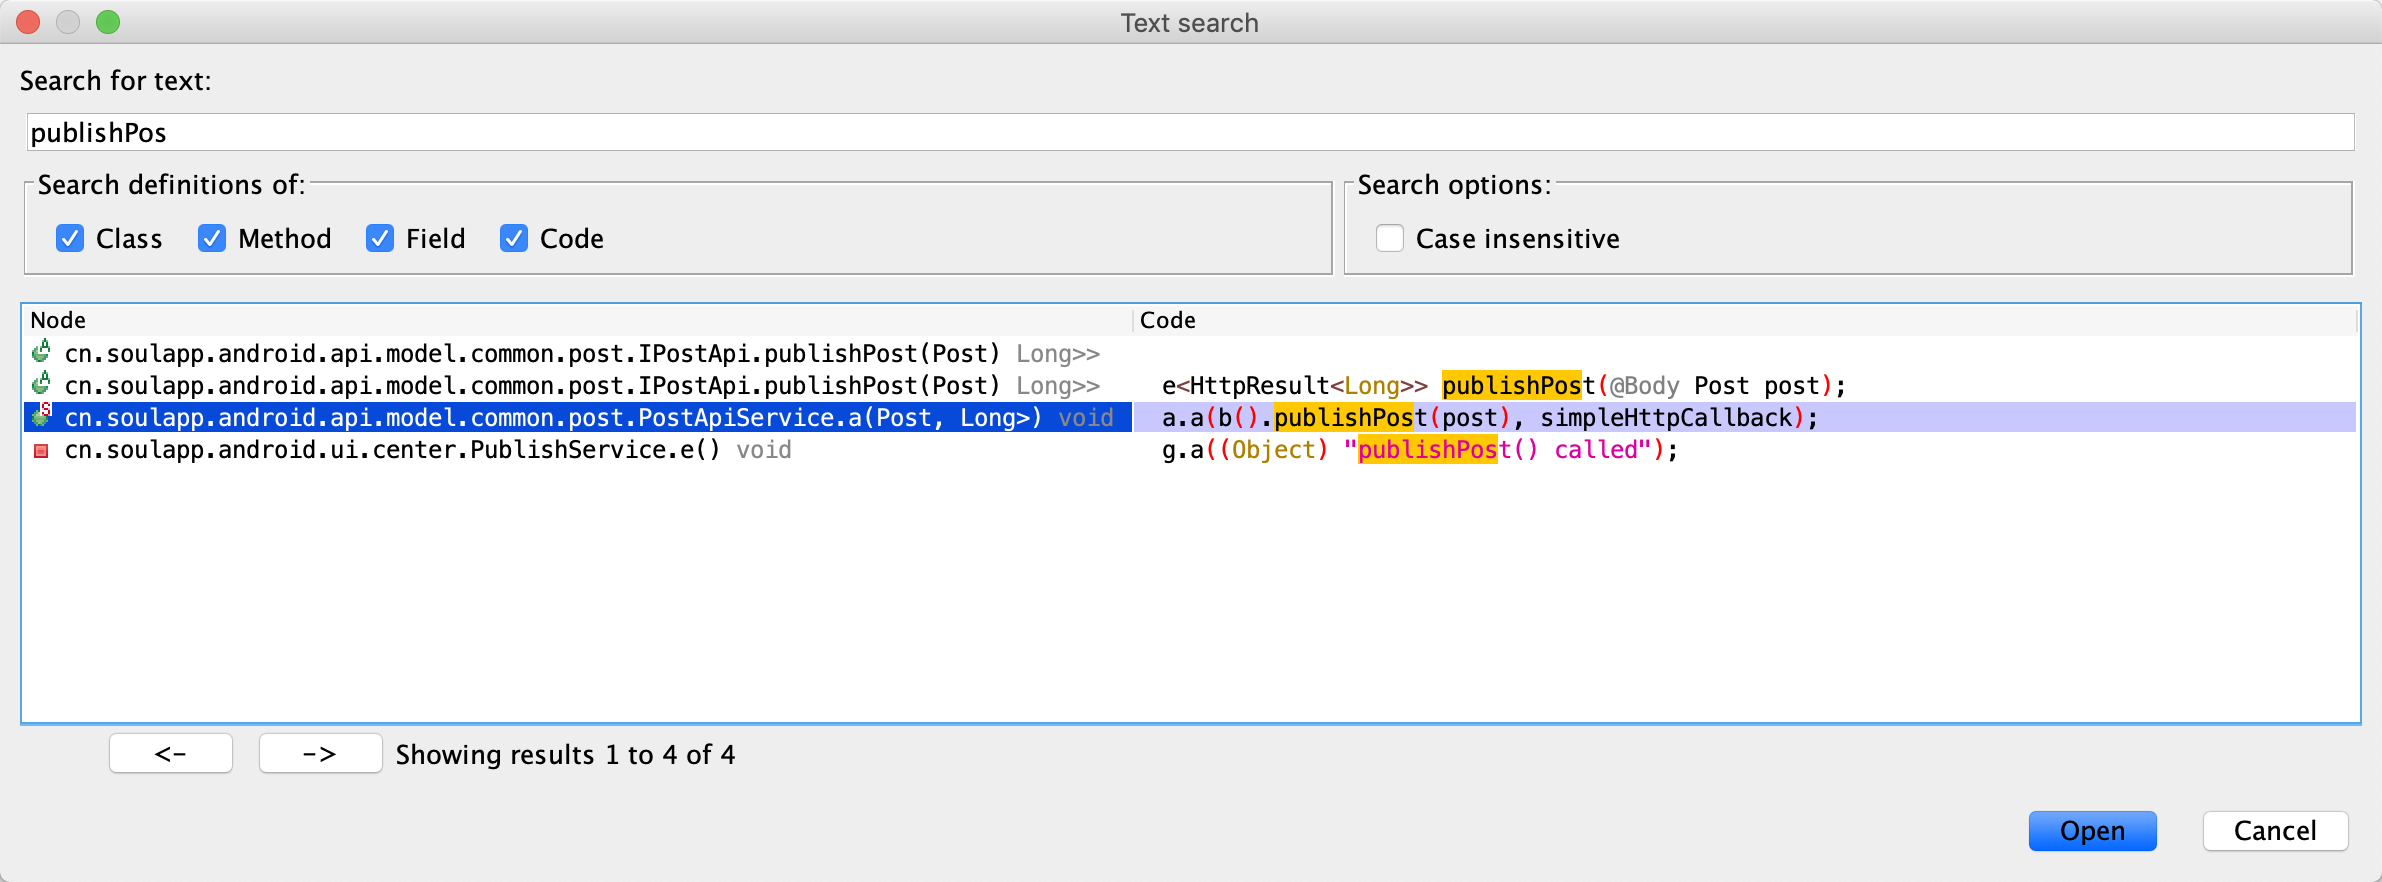 Text search
Search for text:
publishPos
Search definitions of: Search options:
Class Method Field Code Case insensitive
Node Code
cn.soulapp.android.api.model.common.post.IPostApi.publishPost(Post) Long>>
cn.soulapp.android.api.model.common.post.IPostApi.publishPost(Post) Long>> e<HttpResult<Long>> publishPost(@Body Post post);
cn.soulapp.android.api.model.common.post.PostApiService.a(Post, Long>) void a.a(b().publishPost(post), simpleHttpCallback);
cn.soulapp.android.ui.center.PublishService.e() void g.a((Object) "publishPost() called");
<- -> Showing results 1 to 4 of 4
Open Cancel